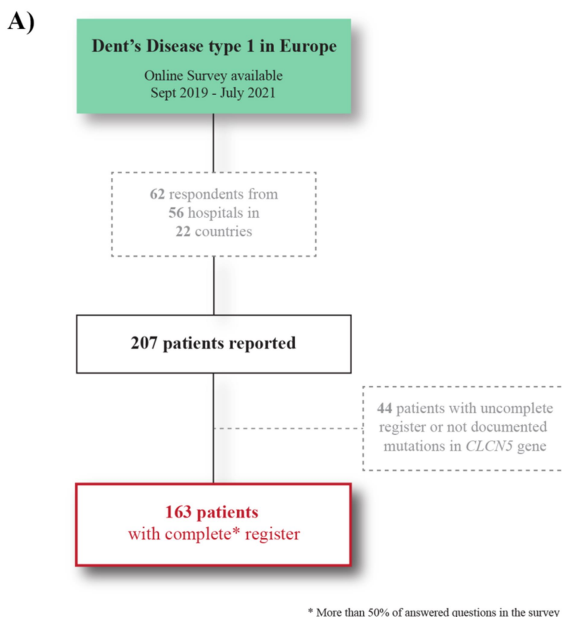 A)
Dent's Disease type 1 in Europe
Online Survey available
Sept 2019 - July 2021
62 respondents from
56 hospitals in
22 countries
207 patients reported
44 patients with uncomplete
register or not documented
mutations in CLCN5 gene
163 patients
with complete* register
* More than 50% of answered questions in the survey